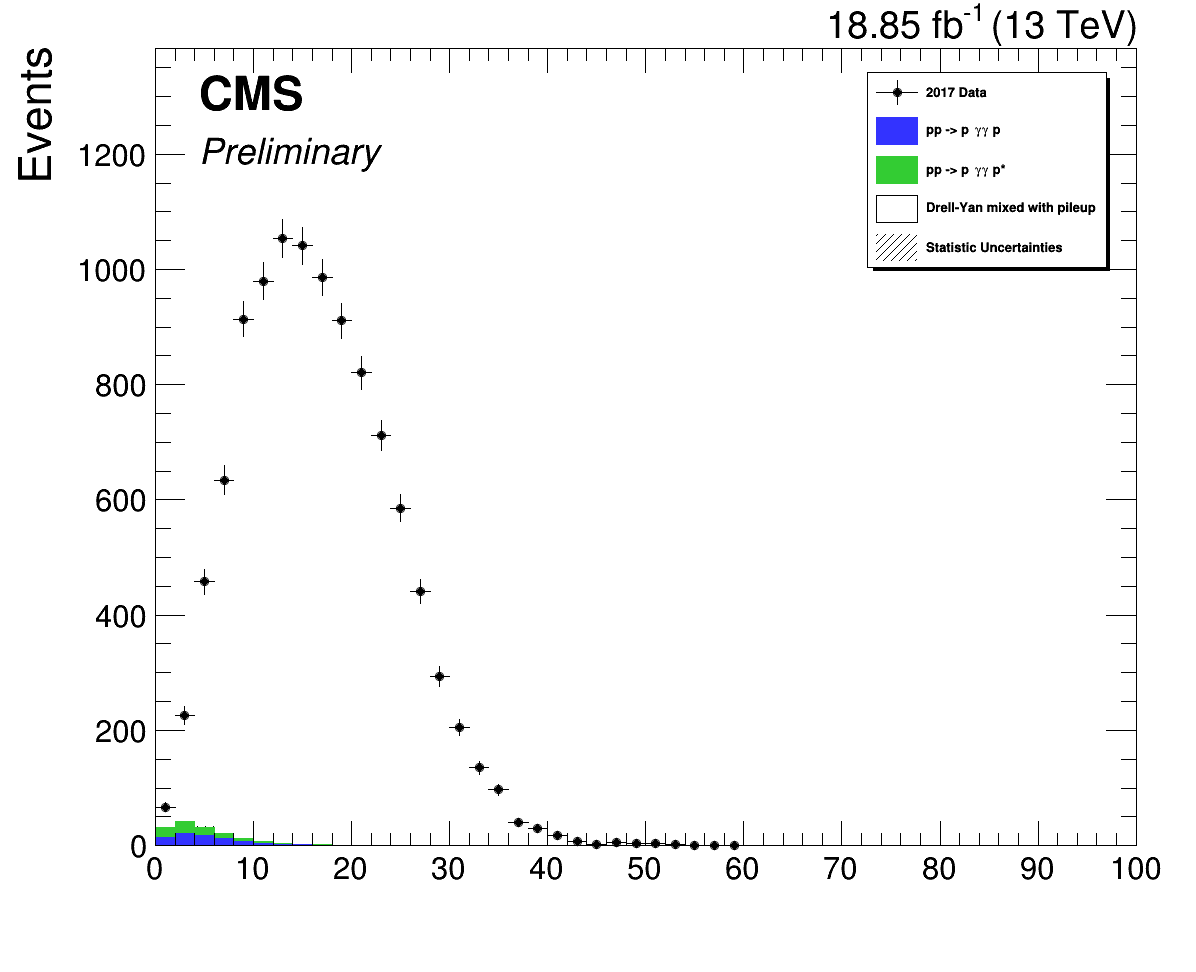 18.85 fb⁻¹ (13 TeV)
Events
CMS
Preliminary
2017 Data
pp -> p γγ p
pp -> p γγ p*
Drell-Yan mixed with pileup
Statistic Uncertainties
1200
1000
800
600
400
200
0
0 10 20 30 40 50 60 70 80 90 100